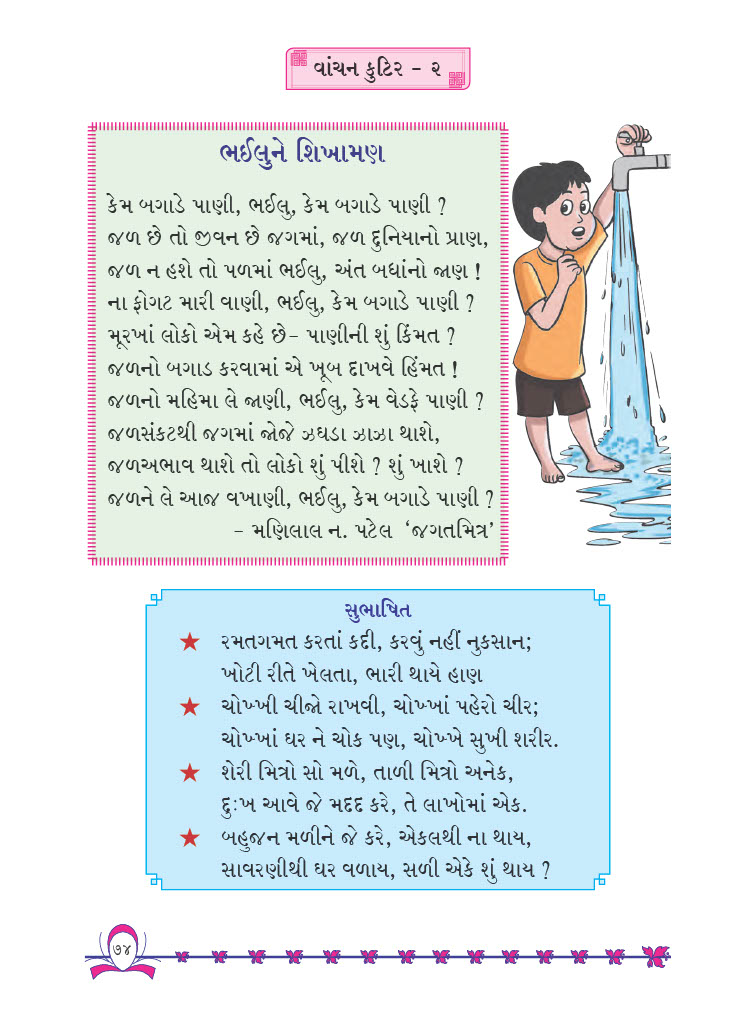 વાંચન કુટિર - ૨
ભઈલુને શિખામણ
કેમ બગાડે પાણી, ભઈલુ, કેમ બગાડે પાણી ?
જળ છે તો જીવન છે જગમાં, જળ દુનિયાનો પ્રાણ,
જળ ન હશે તો પળમાં ભઈલુ, અંત બધાંનો જાણ !
ના ફોગટ મારી વાણી, ભઈલુ, કેમ બગાડે પાણી ?
મૂરખાં લોકો એમ કહે છે- પાણીની શું કિંમત ?
જળનો બગાડ કરવામાં એ ખૂબ દાખવે હિંમત !
જળનો મહિમા લે જાણી, ભઈલુ, કેમ વેડફે પાણી ?
જળસંકટથી જગમાં જોજે ઝઘડા ઝાઝા થાશે,
જળઅભાવ થાશે તો લોકો શું પીશે ? શું ખાશે ?
જળને લે આજ વખાણી, ભઈલુ, કેમ બગાડે પાણી ?
- મણિલાલ ન. પટેલ ‘જગતમિત્ર’
સુભાષિત
★ રમતગમત કરતાં કદી, કરવું નહીં નુકસાન;
ખોટી રીતે ખેલતા, ભારી થાયે હાણ
★ ચોખ્ખી ચીજો રાખવી, ચોખ્ખાં પહેરો ચીર;
ચોખ્ખાં ઘર ને ચોક પણ, ચોખ્ખે સુખી શરીર.
★ શેરી મિત્રો સો મળે, તાળી મિત્રો અનેક,
દુઃખ આવે જે મદદ કરે, તે લાખોમાં એક.
★ બહુજન મળીને જે કરે, એકલથી ના થાય,
સાવરણીથી ઘર વળાય, સળી એકે શું થાય ?
૭૪